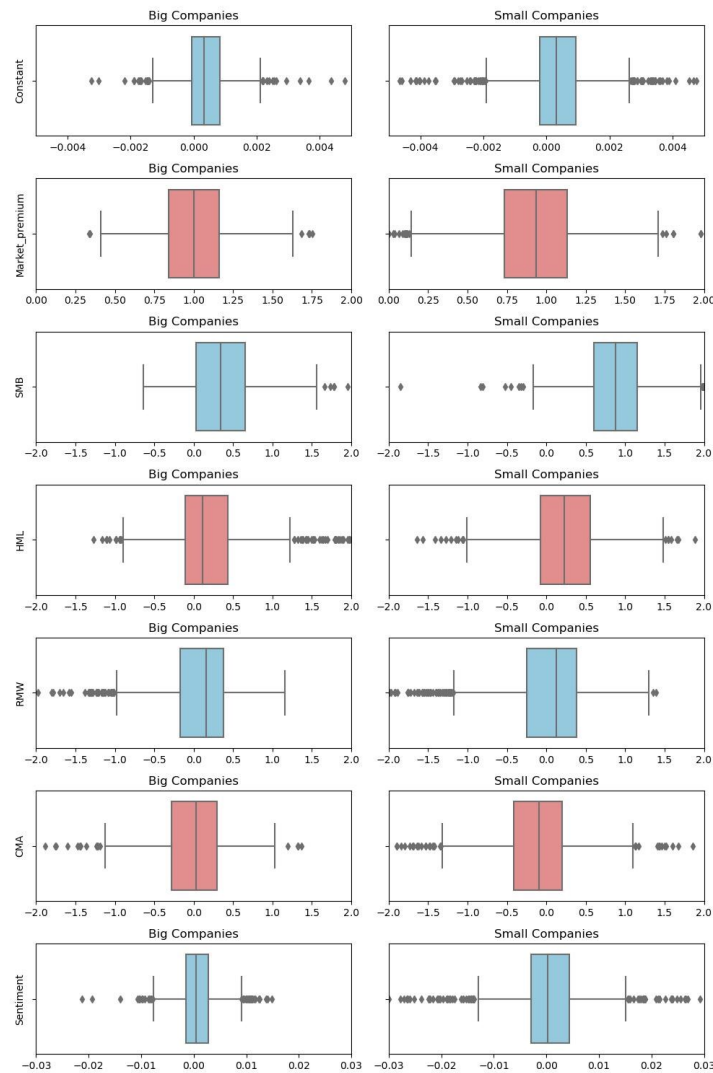 Big Companies Small Companies
Constant
−0.004 −0.002 0.000 0.002 0.004 −0.004 −0.002 0.000 0.002 0.004
Big Companies Small Companies
Market_premium
0.00 0.25 0.50 0.75 1.00 1.25 1.50 1.75 2.00 0.00 0.25 0.50 0.75 1.00 1.25 1.50 1.75 2.00
Big Companies Small Companies
SMB
−2.0 −1.5 −1.0 −0.5 0.0 0.5 1.0 1.5 2.0 −2.0 −1.5 −1.0 −0.5 0.0 0.5 1.0 1.5 2.0
Big Companies Small Companies
HML
−2.0 −1.5 −1.0 −0.5 0.0 0.5 1.0 1.5 2.0 −2.0 −1.5 −1.0 −0.5 0.0 0.5 1.0 1.5 2.0
Big Companies Small Companies
RMW
−2.0 −1.5 −1.0 −0.5 0.0 0.5 1.0 1.5 2.0 −2.0 −1.5 −1.0 −0.5 0.0 0.5 1.0 1.5 2.0
Big Companies Small Companies
CMA
−2.0 −1.5 −1.0 −0.5 0.0 0.5 1.0 1.5 2.0 −2.0 −1.5 −1.0 −0.5 0.0 0.5 1.0 1.5 2.0
Big Companies Small Companies
Sentiment
−0.03 −0.02 −0.01 0.00 0.01 0.02 0.03 −0.03 −0.02 −0.01 0.00 0.01 0.02 0.03